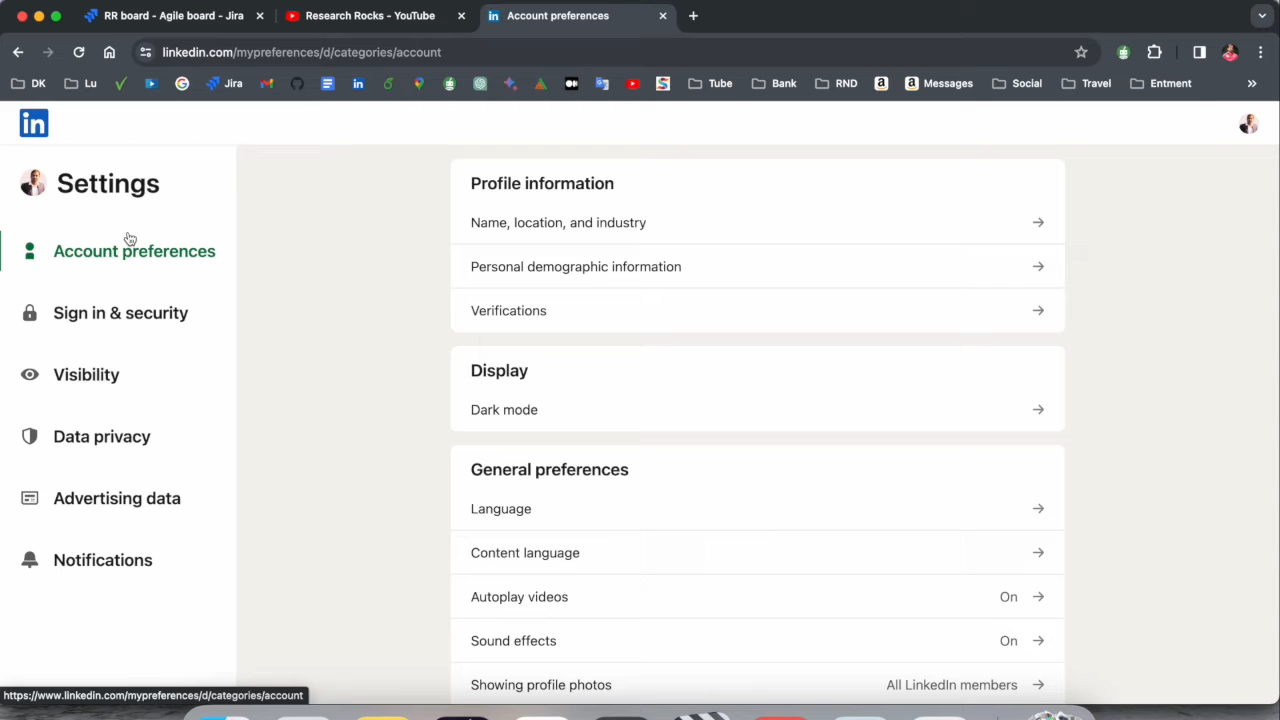 RR board - Agile board - Jira
Research Rocks - YouTube
in Account preferences
linkedin.com/mypreferences/d/categories/account
DK
Lu
Jira
in
Tube
Bank
RND
a
a Messages
Social
Travel
Entment
in
Settings
Account preferences
Sign in & security
Visibility
Data privacy
Advertising data
Notifications
Profile information
Name, location, and industry
Personal demographic information
Verifications
Display
Dark mode
General preferences
Language
Content language
Autoplay videos On
Sound effects On
Showing profile photos All LinkedIn members
https://www.linkedin.com/mypreferences/d/categories/account